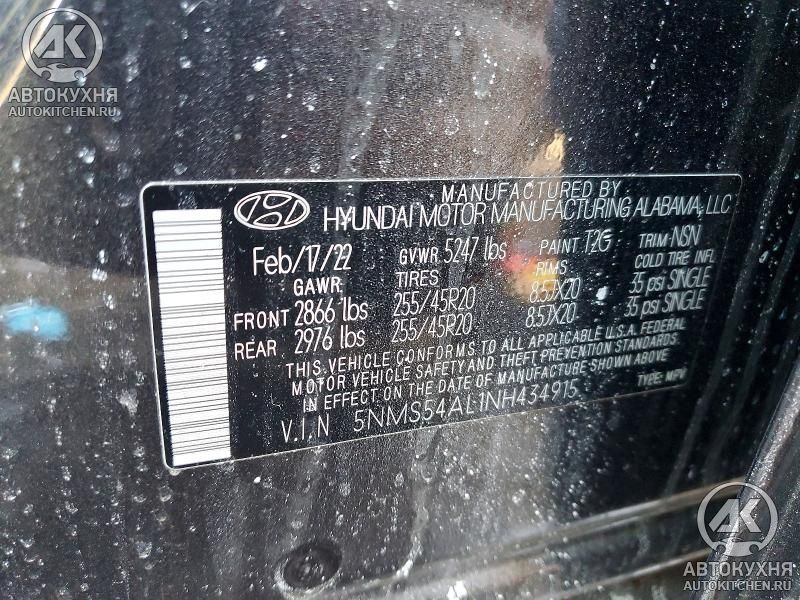 AK
АВТОКУХНЯ
AUTOKITCHEN.RU
MANUFACTURED BY
HYUNDAI MOTOR MANUFACTURING ALABAMA, LLC
Feb/17/22 GVWR 5247 lbs PAINT T2G TRIM-NSN
GAWR: TIRES RIMS COLD TIRE INFL
FRONT 2866 lbs 255/45R20 8.5JX20 35 psi SINGLE
REAR 2976 lbs 255/45R20 8.5JX20 35 psi SINGLE
THIS VEHICLE CONFORMS TO ALL APPLICABLE U.S.A. FEDERAL
MOTOR VEHICLE SAFETY AND THEFT PREVENTION STANDARDS
IN EFFECT ON THE DATE OF MANUFACTURE SHOWN ABOVE
V.I.N 5NMS54AL1NH434915 TYPE: MPV
AK
АВТОКУХНЯ
AUTOKITCHEN.RU